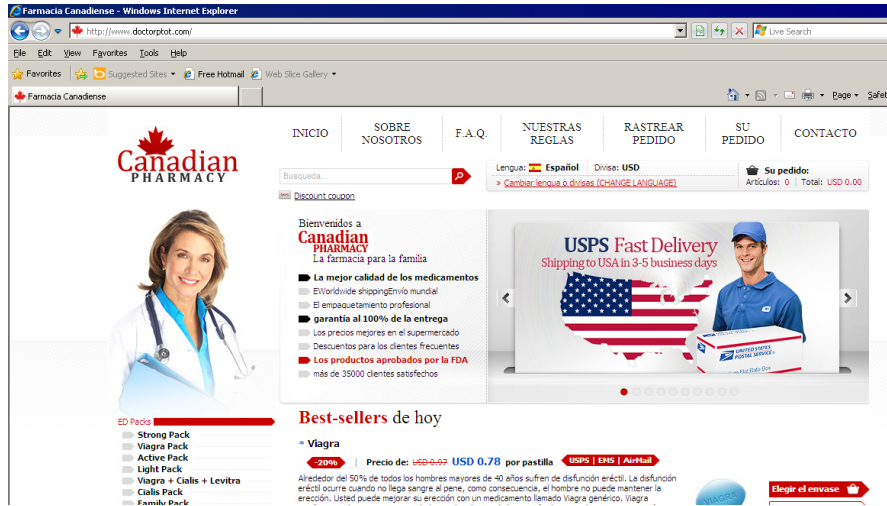 Farmacia Canadiense - Windows Internet Explorer
http://www.doctorptot.com/
Live Search
File Edit View Favorites Tools Help
Favorites Suggested Sites Free Hotmail Web Slice Gallery
Farmacia Canadiense
Page Safet
Canadian
PHARMACY
INICIO
SOBRE
NOSOTROS
F.A.Q.
NUESTRAS
REGLAS
RASTREAR
PEDIDO
SU
PEDIDO
CONTACTO
Busqueda...
Discount coupon
Lengua: Español Divisa: USD
» Cambiar lengua o divisas (CHANGE LANGUAGE)
Su pedido:
Artículos: 0 | Total: USD 0.00
Bienvenidos a
Canadian
PHARMACY
La farmacia para la familia
La mejor calidad de los medicamentos
EWorldwide shippingEnvío mundial
El empaquetamiento profesional
garantía al 100% de la entrega
Los precios mejores en el supermercado
Descuentos para los clientes frecuentes
Los productos aprobados por la FDA
más de 35000 clientes satisfechos
USPS Fast Delivery
Shipping to USA in 3-5 business days
UNITED STATES
POSTAL SERVICE
Flat Rate Box
ED Packs
Strong Pack
Viagra Pack
Active Pack
Light Pack
Viagra + Cialis + Levitra
Cialis Pack
Family Pack
Best-sellers de hoy
* Viagra
-20% | Precio de: USD 0.97 USD 0.78 por pastilla USPS | EMS | AirMail
Alrededor del 50% de todos los hombres mayores de 40 años sufren de disfunción eréctil. La disfunción
eréctil ocurre cuando no llega sangre al pene, como consecuencia, el hombre no puede mantener la
erección. Usted puede mejorar su erección con un medicamento llamado Viagra genérico. Viagra
VIAGRA
Elegir el envase